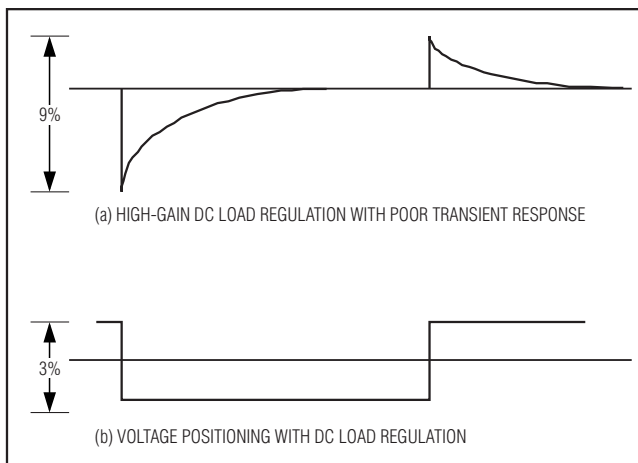 9%
(a) HIGH-GAIN DC LOAD REGULATION WITH POOR TRANSIENT RESPONSE
3%
(b) VOLTAGE POSITIONING WITH DC LOAD REGULATION